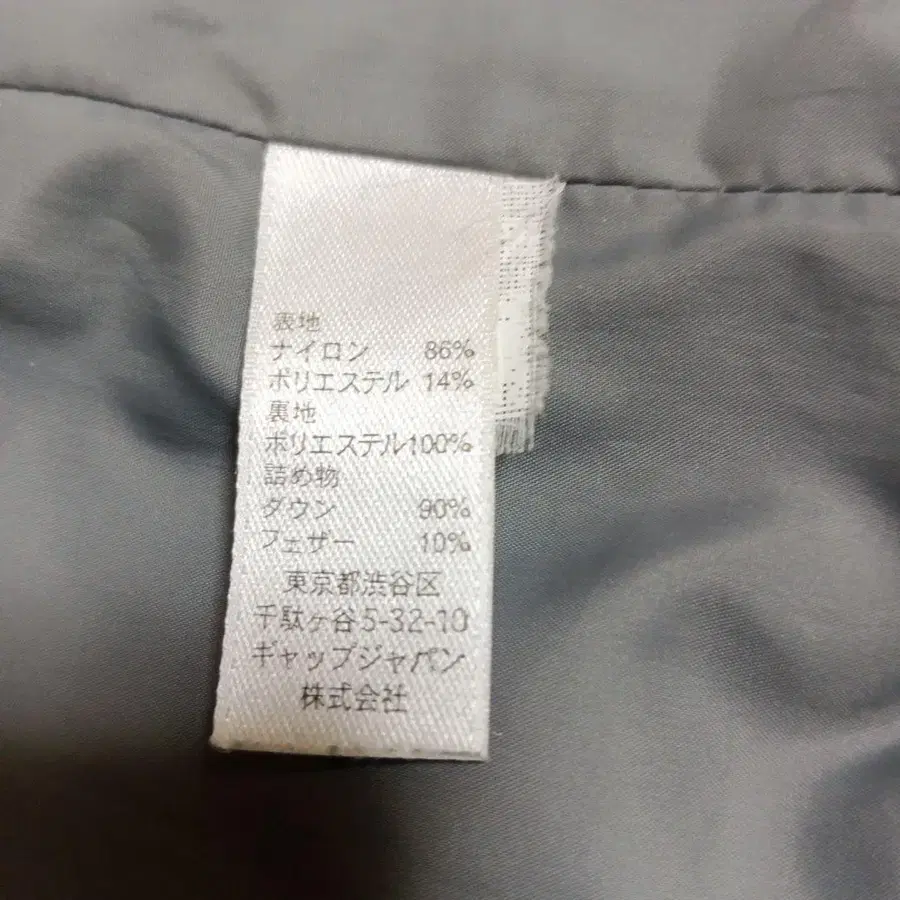 表地
ナイロン 86%
ポリエステル 14%
裏地
ポリエステル100%
詰め物
ダウン 90%
フェザー 10%
東京都渋谷区
千駄ヶ谷5-32-10
ギャップジャパン
株式会社